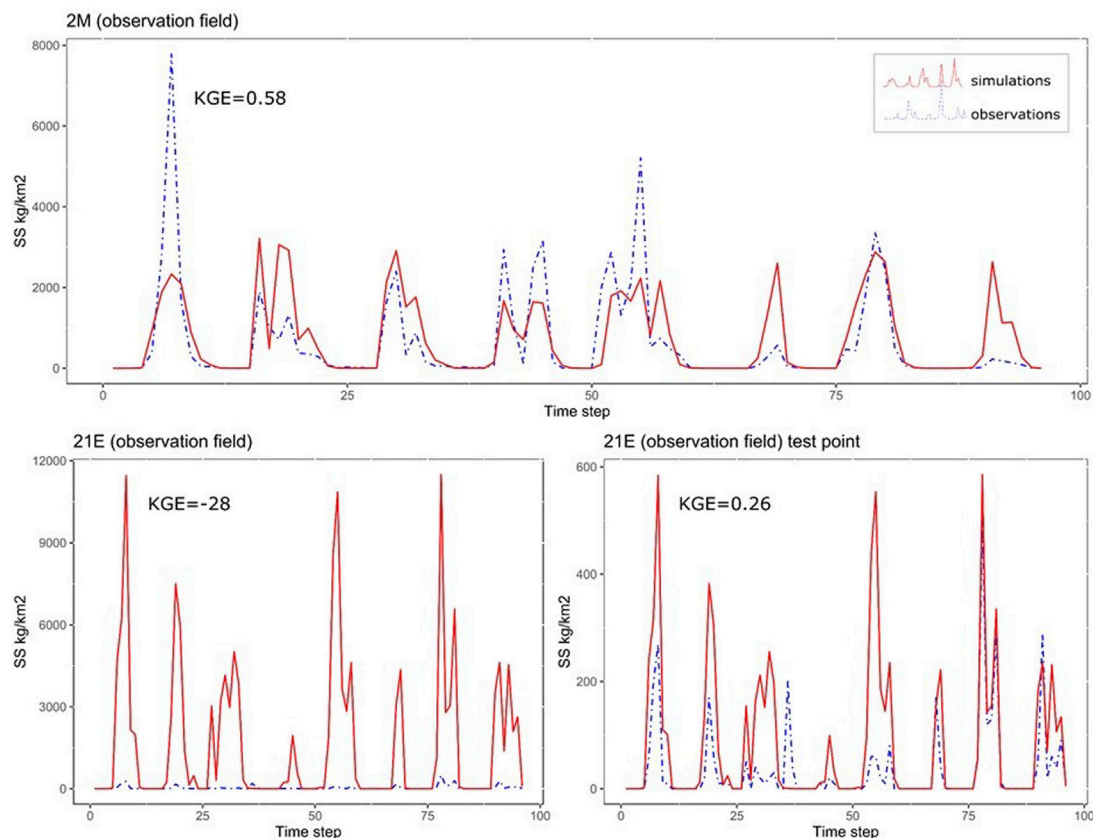 2M (observation field)
8000
6000
4000
2000
0
SS kg/km2
KGE=0.58
simulations
observations
0
25
50
75
100
Time step
21E (observation field)
12000
9000
6000
3000
0
SS kg/km2
KGE=-28
0
25
50
75
100
Time step
21E (observation field) test point
600
400
200
0
SS kg/km2
KGE=0.26
0
25
50
75
100
Time step